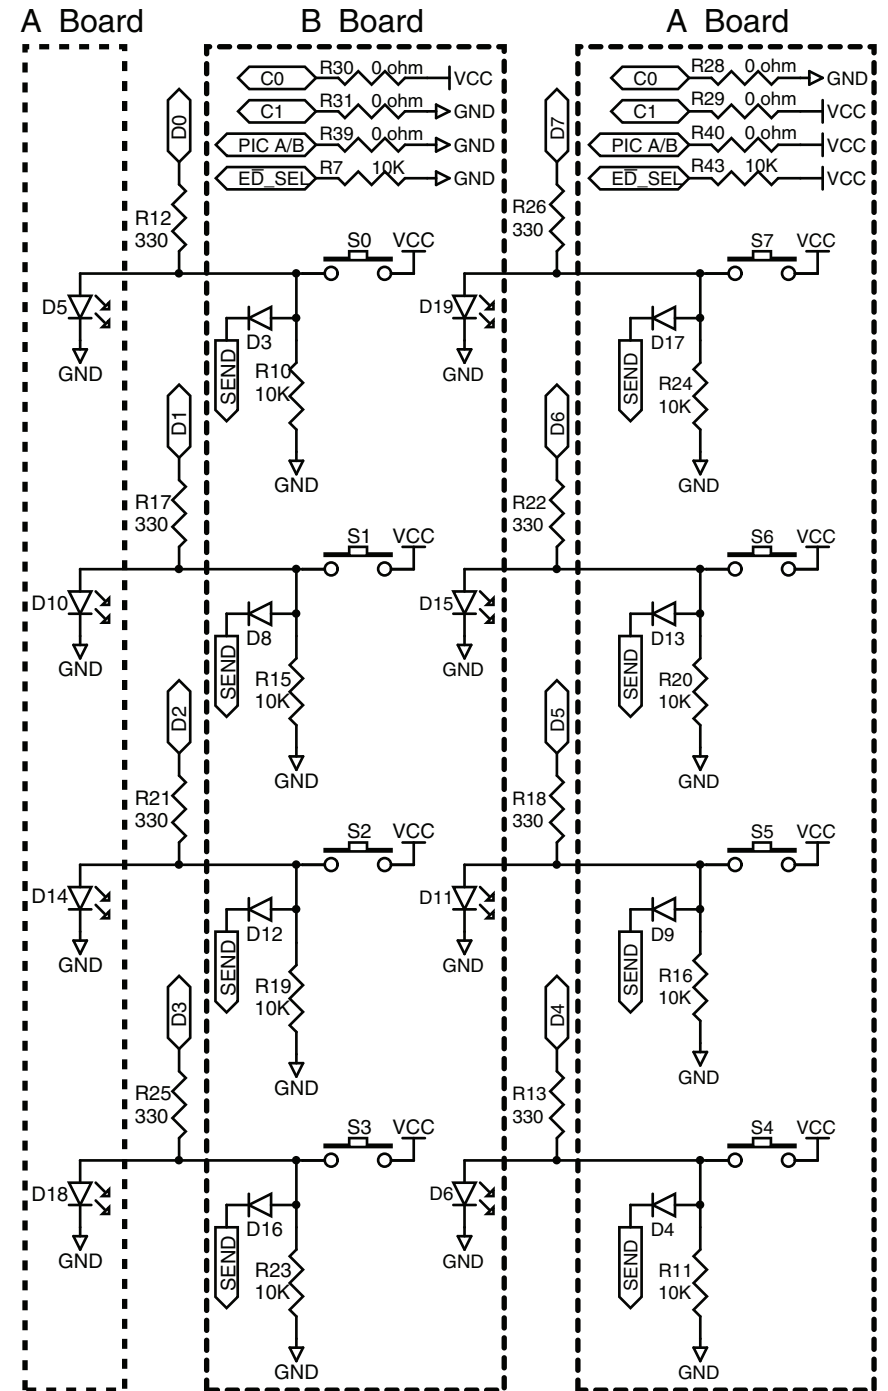 A Board
B Board
A Board
C0 R30 0 ohm VCC
C0 R28 0 ohm GND
C1 R31 0 ohm GND
C1 R29 0 ohm VCC
PIC A/B R39 0 ohm GND
PIC A/B R40 0 ohm VCC
ED_SEL R7 10K GND
ED_SEL R43 10K VCC
D0
D7
R12
330
R26
330
S0 VCC
S7 VCC
D5
D3
D19
D17
SEND
SEND
R10
10K
R24
10K
GND
GND
GND
GND
D1
D6
R17
330
R22
330
S1 VCC
S6 VCC
D10
D8
D15
D13
SEND
SEND
R15
10K
R20
10K
GND
GND
GND
GND
D2
D5
R21
330
R18
330
S2 VCC
S5 VCC
D14
D12
D11
D9
SEND
SEND
R19
10K
R16
10K
GND
GND
GND
GND
D3
D4
R25
330
R13
330
S3 VCC
S4 VCC
D18
D16
D6
D4
SEND
SEND
R23
10K
R11
10K
GND
GND
GND
GND